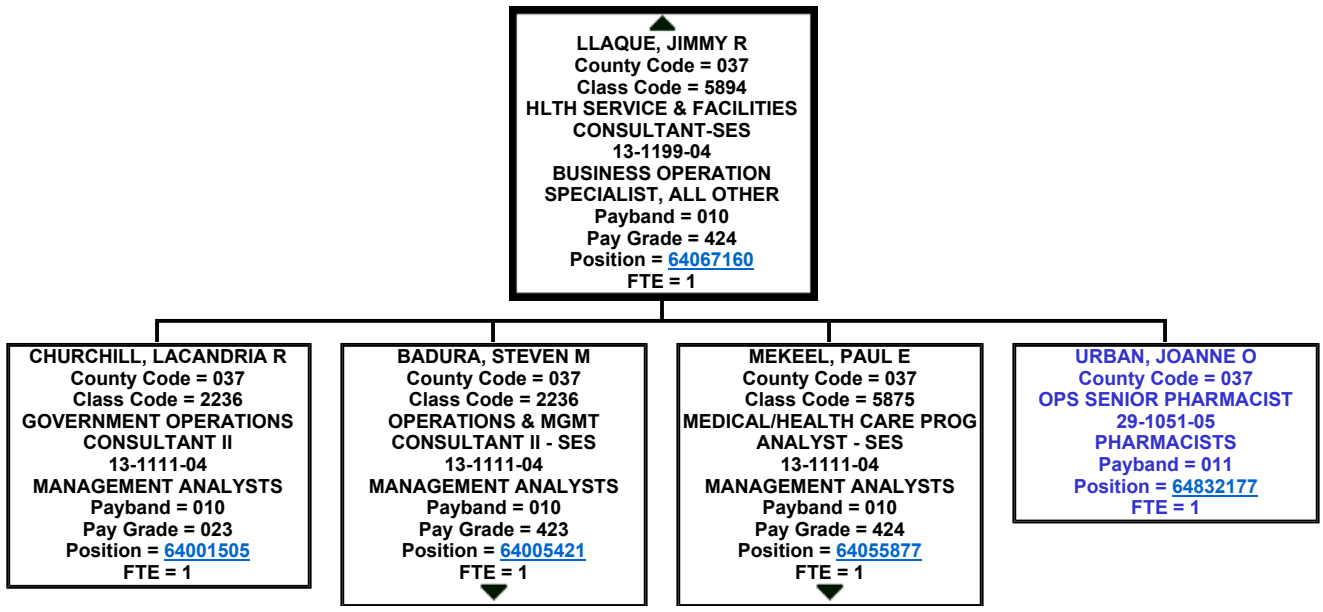 LLAQUE, JIMMY R
County Code = 037
Class Code = 5894
HLTH SERVICE & FACILITIES
CONSULTANT-SES
13-1199-04
BUSINESS OPERATION
SPECIALIST, ALL OTHER
Payband = 010
Pay Grade = 424
Position = 64067160
FTE = 1
CHURCHILL, LACANDRIA R
County Code = 037
Class Code = 2236
GOVERNMENT OPERATIONS
CONSULTANT II
13-1111-04
MANAGEMENT ANALYSTS
Payband = 010
Pay Grade = 023
Position = 64001505
FTE = 1
BADURA, STEVEN M
County Code = 037
Class Code = 2236
OPERATIONS & MGMT
CONSULTANT II - SES
13-1111-04
MANAGEMENT ANALYSTS
Payband = 010
Pay Grade = 423
Position = 64005421
FTE = 1
MEKEEL, PAUL E
County Code = 037
Class Code = 5875
MEDICAL/HEALTH CARE PROG
ANALYST - SES
13-1111-04
MANAGEMENT ANALYSTS
Payband = 010
Pay Grade = 424
Position = 64055877
FTE = 1
URBAN, JOANNE O
County Code = 037
OPS SENIOR PHARMACIST
29-1051-05
PHARMACISTS
Payband = 011
Position = 64832177
FTE = 1